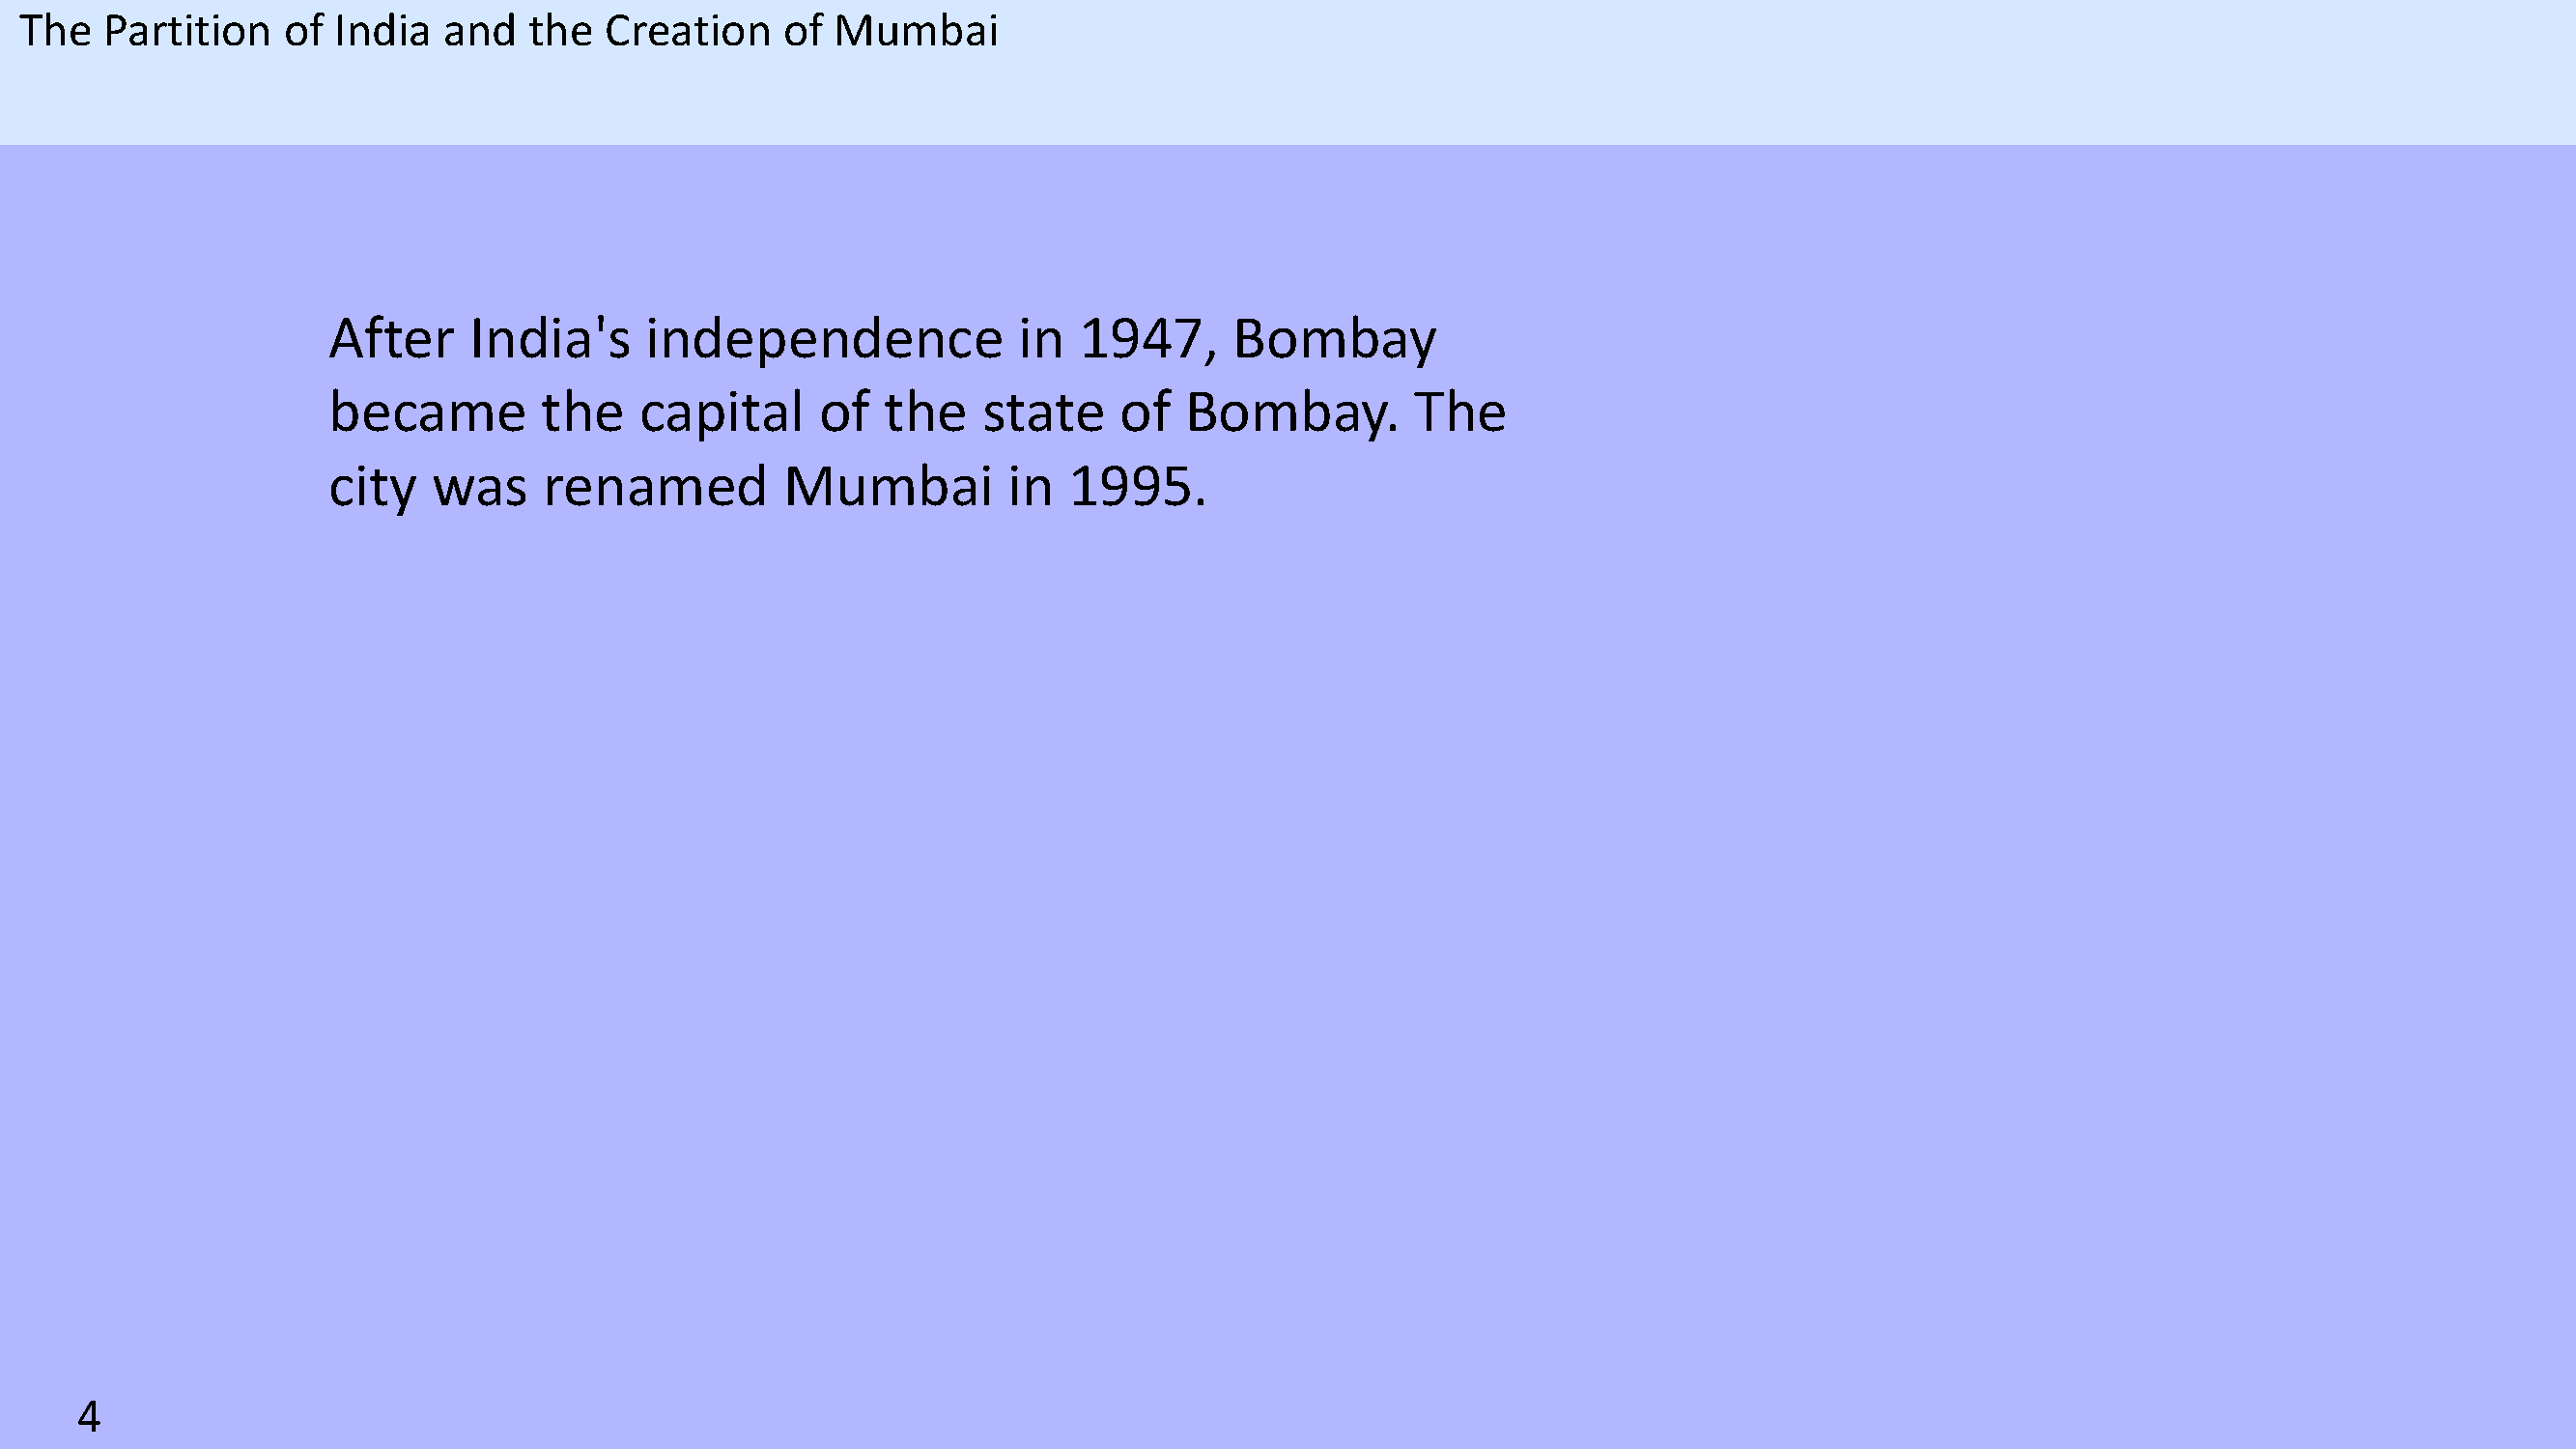 The Partition of India and the Creation of Mumbai
After India's independence in 1947, Bombay
became the capital of the state of Bombay. The
city was renamed Mumbai in 1995.
4